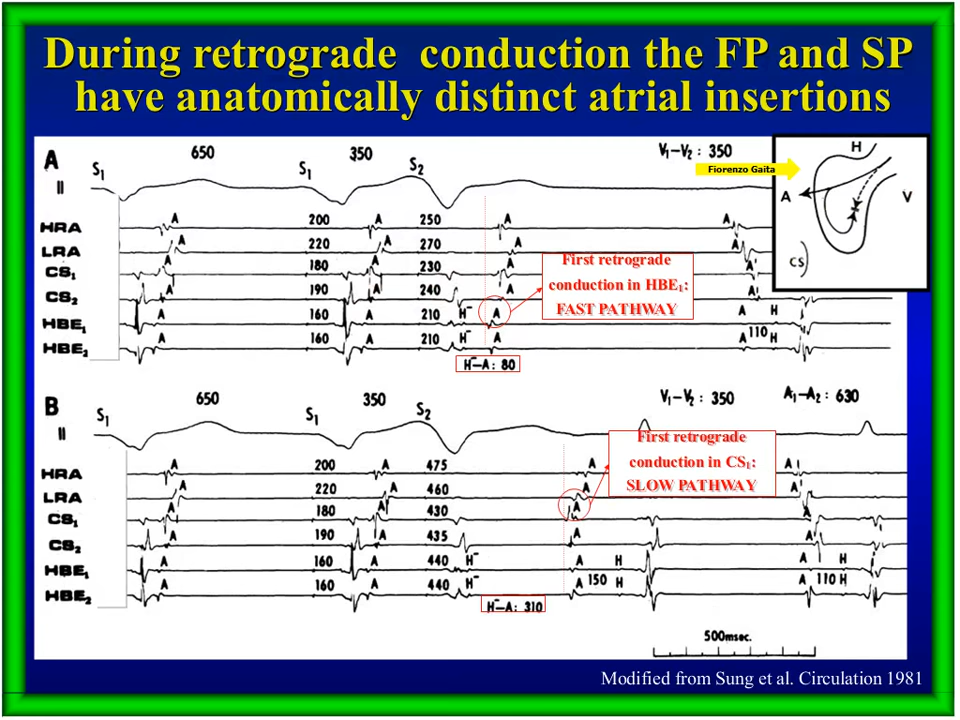 During retrograde conduction the FP and SP
have anatomically distinct atrial insertions
A
S₁ 650 S₁ 350 S₂ V₁-V₂ : 350
II
Fiorenzo Gaita
H
A
V
CS
HRA A 200 A 250 A A
LRA A 220 A 270 A A
CS₁ A 180 A 230 A A
CS₂ A 190 A 240 A A
HBE₁ A 160 A 210 H⁻ A A H
HBE₂ A 160 A 210 H⁻ A A 110 H
First retrograde
conduction in HBE₁:
FAST PATHWAY
H⁻-A : 80
B
S₁ 650 S₁ 350 S₂ V₁-V₂ : 350 A₁-A₂ : 630
II
HRA A 200 A 475 A A
LRA A 220 A 460 A A
CS₁ A 180 A 430 A A
CS₂ A 190 A 435 A A
HBE₁ A 160 A 440 H⁻ A H A H
HBE₂ A 160 A 440 H⁻ A 150 H A 110 H
First retrograde
conduction in CS₁:
SLOW PATHWAY
H⁻-A : 310
500msec.
Modified from Sung et al. Circulation 1981